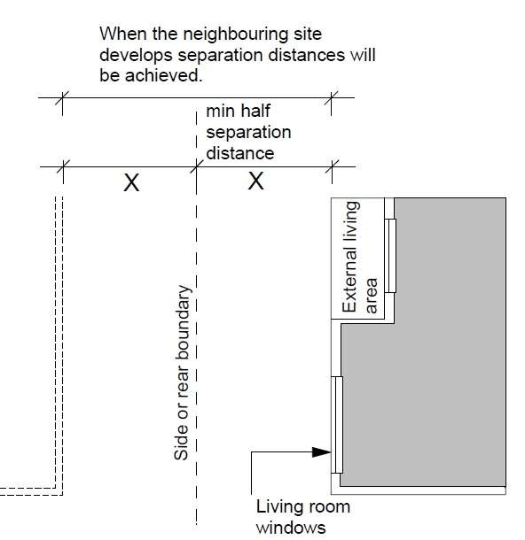 When the neighbouring site
develops separation distances will
be achieved.
min half
separation
distance
X
X
External living
area
Side or rear boundary
Living room
windows